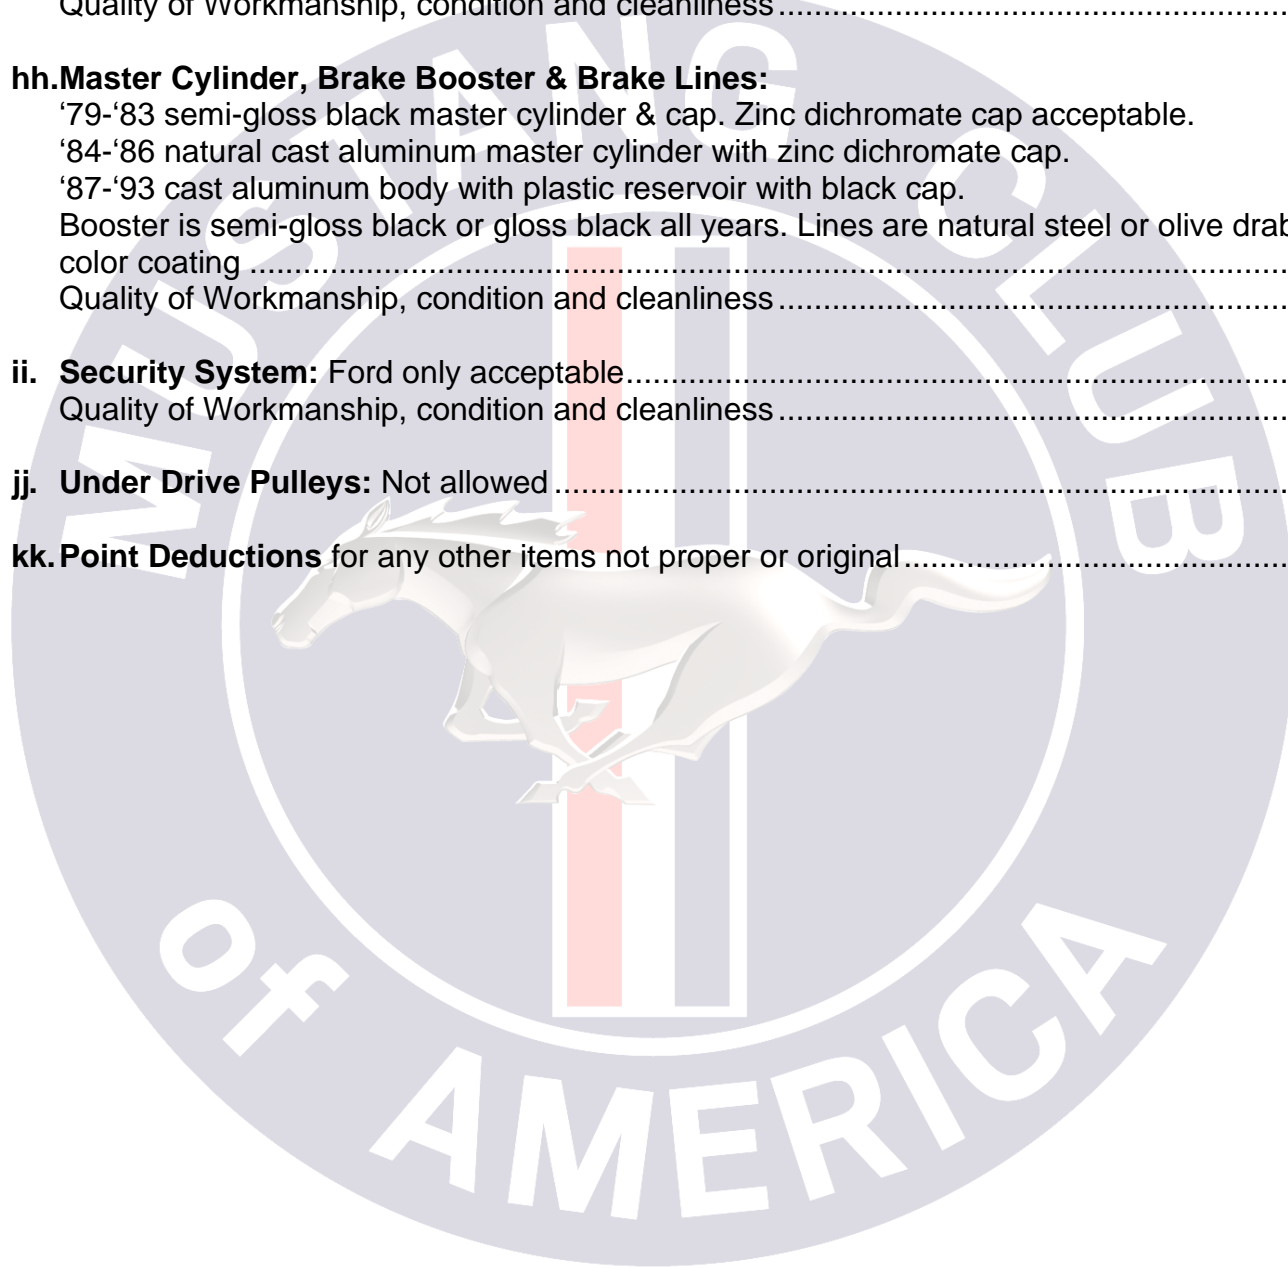 Quality of Workmanship, condition and cleanliness
hh.Master Cylinder, Brake Booster & Brake Lines:
‘79-‘83 semi-gloss black master cylinder & cap. Zinc dichromate cap acceptable.
‘84-‘86 natural cast aluminum master cylinder with zinc dichromate cap.
‘87-‘93 cast aluminum body with plastic reservoir with black cap.
Booster is semi-gloss black or gloss black all years. Lines are natural steel or olive drab
color coating
Quality of Workmanship, condition and cleanliness
ii. Security System: Ford only acceptable
Quality of Workmanship, condition and cleanliness
jj. Under Drive Pulleys: Not allowed
kk. Point Deductions for any other items not proper or original
MUSTANG CLUB
of AMERICA